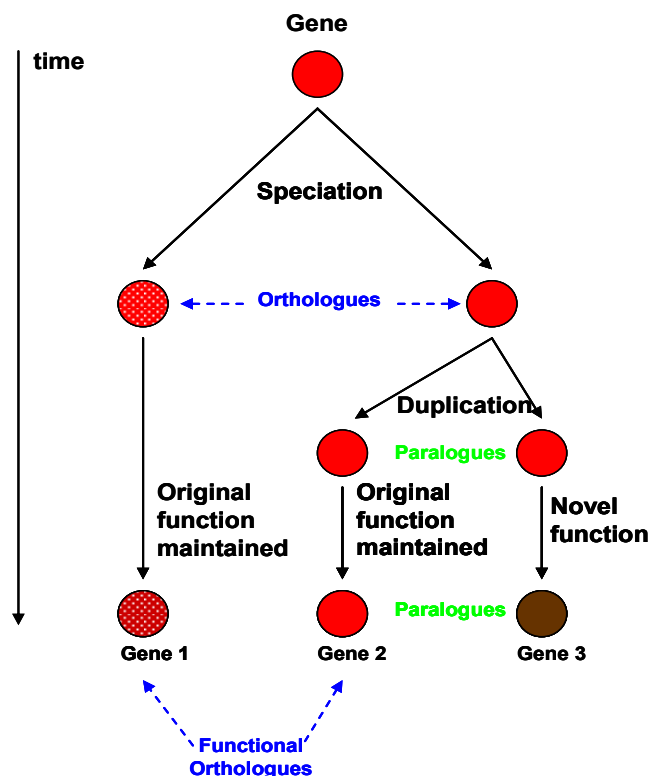 Gene
time
Speciation
Orthologues
Duplication
Paralogues
Original
function
maintained
Original
function
maintained
Novel
function
Paralogues
Gene 1
Gene 2
Gene 3
Functional
Orthologues